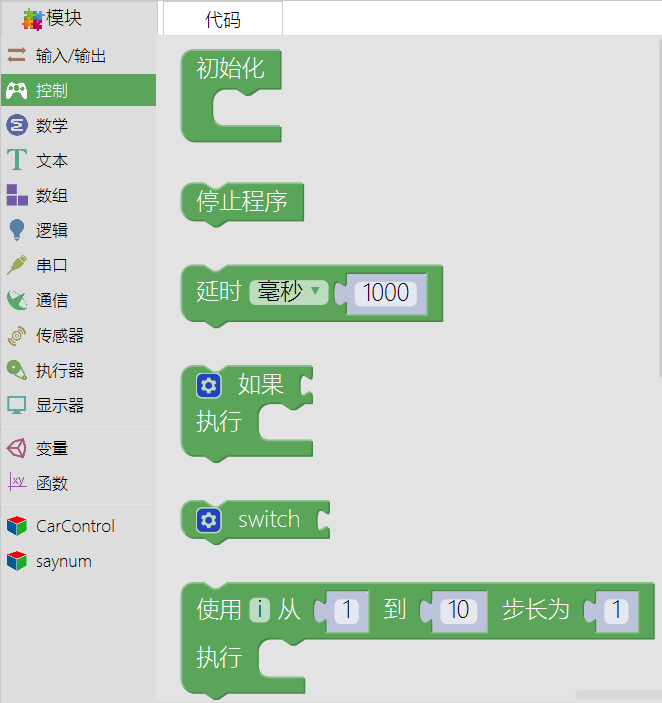 模块
代码
输入/输出
控制
数学
文本
数组
逻辑
串口
通信
传感器
执行器
显示器
变量
xy
函数
CarControl
saynum
初始化
停止程序
延时 毫秒 1000
如果
执行
switch
使用 i 从 1 到 10 步长为 1
执行